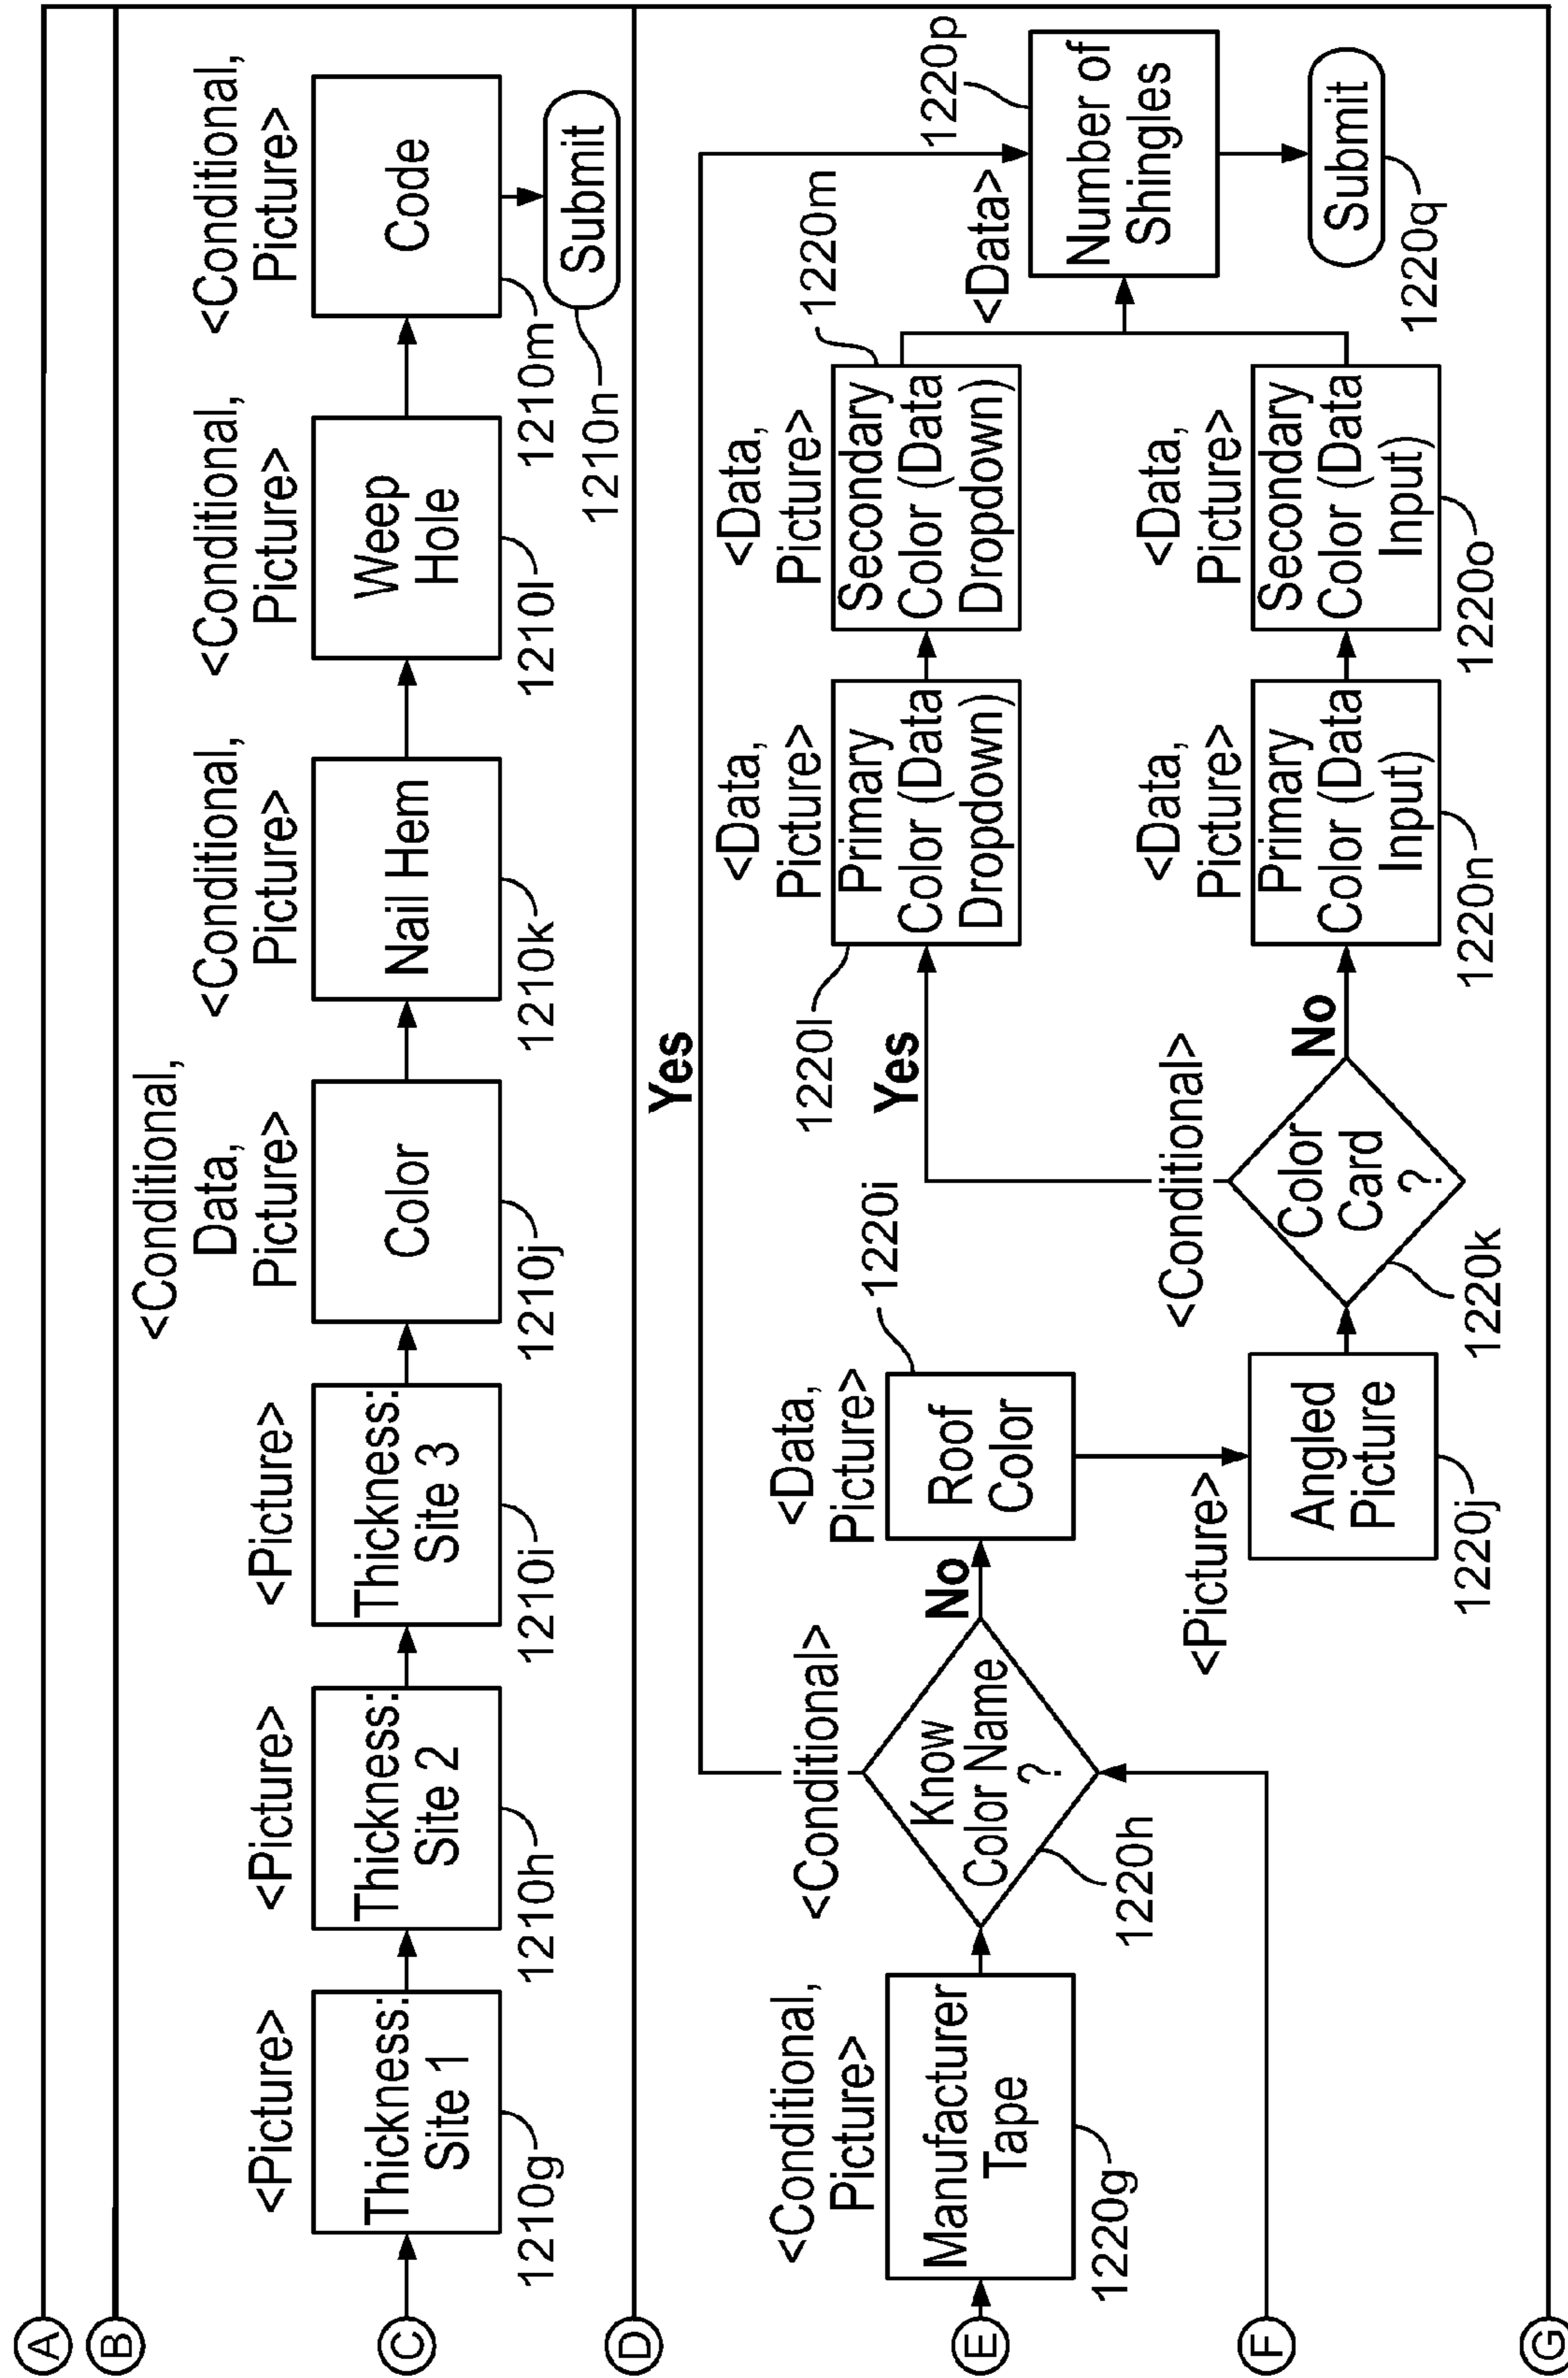 A
B
<Picture>
Thickness:
Site 1
1210g
<Picture>
Thickness:
Site 2
1210h
<Picture>
Thickness:
Site 3
1210i
<Conditional,
Data,
Picture>
Color
1210j
<Conditional,
Picture>
Nail Hem
1210k
<Conditional,
Picture>
Weep
Hole
1210l
<Conditional,
Picture>
Code
1210m
Submit
1210n
C
D
Yes
<Conditional,
Picture>
Manufacturer
Tape
1220g
<Conditional>
Know
Color Name
?
1220h
No
<Data,
Picture>
Roof
Color
1220i
<Picture>
Angled
Picture
1220j
<Conditional>
Color
Card
?
1220k
Yes
No
<Data,
Picture>
Primary
Color (Data
Dropdown)
1220l
<Data,
Picture>
Secondary
Color (Data
Dropdown)
1220m
<Data,
Picture>
Primary
Color (Data
Input)
1220n
<Data,
Picture>
Secondary
Color (Data
Input)
1220o
<Data>
Number of
Shingles
1220p
Submit
1220q
E
F
G